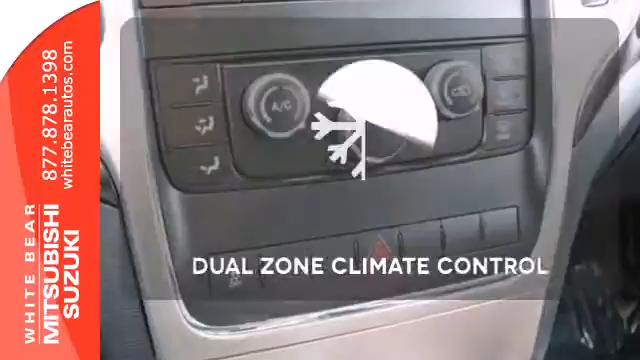 877.878.1398
whitebearautos.com
WHITE BEAR
MITSUBISHI
SUZUKI
A/C
DUAL ZONE CLIMATE CONTROL